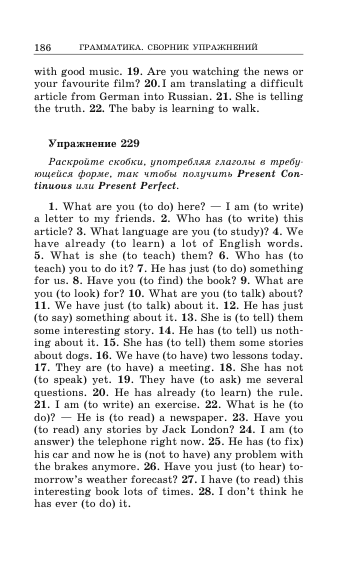 186 ГРАММАТИКА. СБОРНИК УПРАЖНЕНИЙ
with good music. 19. Are you watching the news or
your favourite film? 20. I am translating a difficult
article from German into Russian. 21. She is telling
the truth. 22. The baby is learning to walk.
Упражнение 229
Раскройте скобки, употребляя глаголы в требу-
ющейся форме, так чтобы получить Present Con-
tinuous или Present Perfect.
1. What are you (to do) here? — I am (to write)
a letter to my friends. 2. Who has (to write) this
article? 3. What language are you (to study)? 4. We
have already (to learn) a lot of English words.
5. What is she (to teach) them? 6. Who has (to
teach) you to do it? 7. He has just (to do) something
for us. 8. Have you (to find) the book? 9. What are
you (to look) for? 10. What are you (to talk) about?
11. We have just (to talk) about it. 12. He has just
(to say) something about it. 13. She is (to tell) them
some interesting story. 14. He has (to tell) us noth-
ing about it. 15. She has (to tell) them some stories
about dogs. 16. We have (to have) two lessons today.
17. They are (to have) a meeting. 18. She has not
(to speak) yet. 19. They have (to ask) me several
questions. 20. He has already (to learn) the rule.
21. I am (to write) an exercise. 22. What is he (to
do)? — He is (to read) a newspaper. 23. Have you
(to read) any stories by Jack London? 24. I am (to
answer) the telephone right now. 25. He has (to fix)
his car and now he is (not to have) any problem with
the brakes anymore. 26. Have you just (to hear) to-
morrow's weather forecast? 27. I have (to read) this
interesting book lots of times. 28. I don't think he
has ever (to do) it.